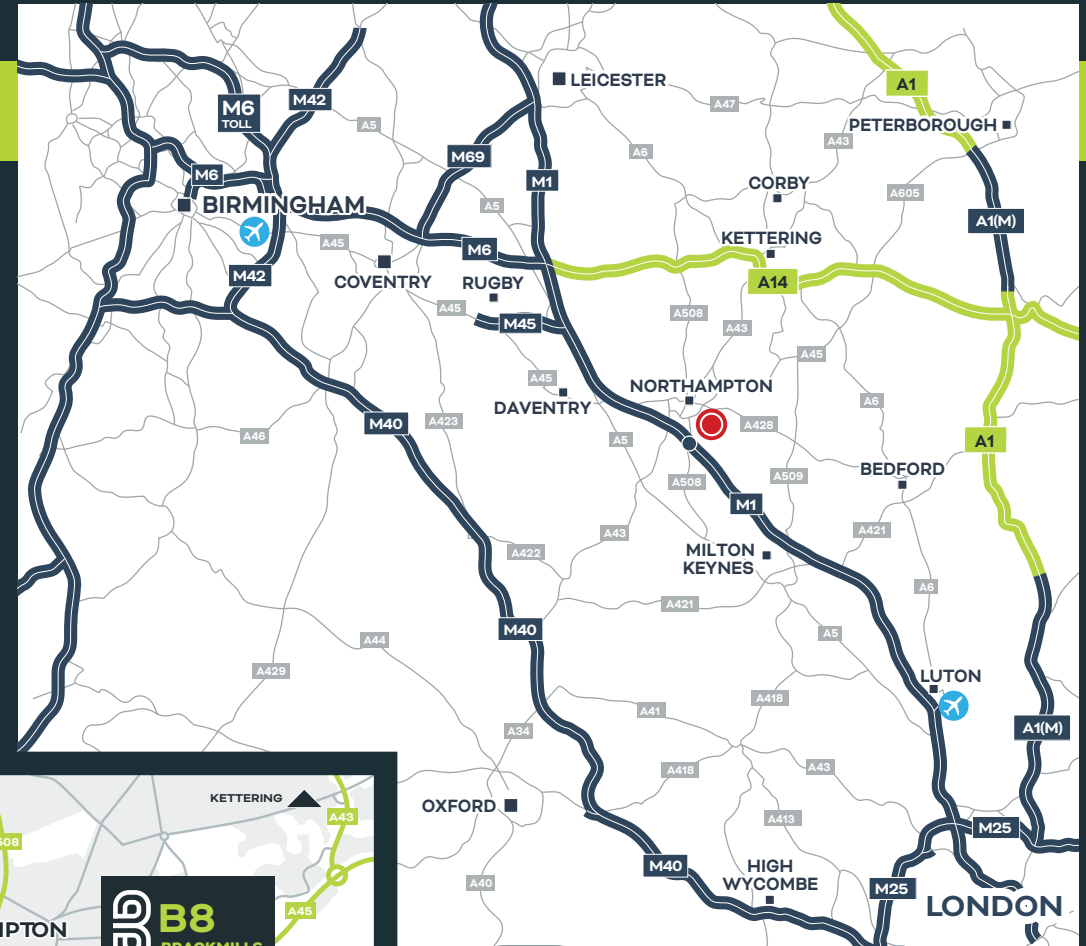 LEICESTER
A1
M6
TOLL
M42
A47
A5
PETERBOROUGH
A43
A6
M69
M6
M1
CORBY
A605
BIRMINGHAM
A5
A1(M)
A45
M6
KETTERING
M42
COVENTRY
RUGBY
A14
A45
M45
A508
A43
A45
A45
NORTHAMPTON
DAVENTRY
A6
M40
A423
A428
A46
A5
A1
BEDFORD
A508
A509
M1
A43
A421
A422
MILTON
KEYNES
A6
A421
M40
A5
A44
A429
LUTON
A41
A418
A34
A1(M)
A418
A43
KETTERING
OXFORD
A43
A413
M25
508
M40
HIGH
WYCOMBE
A40
M25
LONDON
A45
B8
MPTON
BRACKMILLS